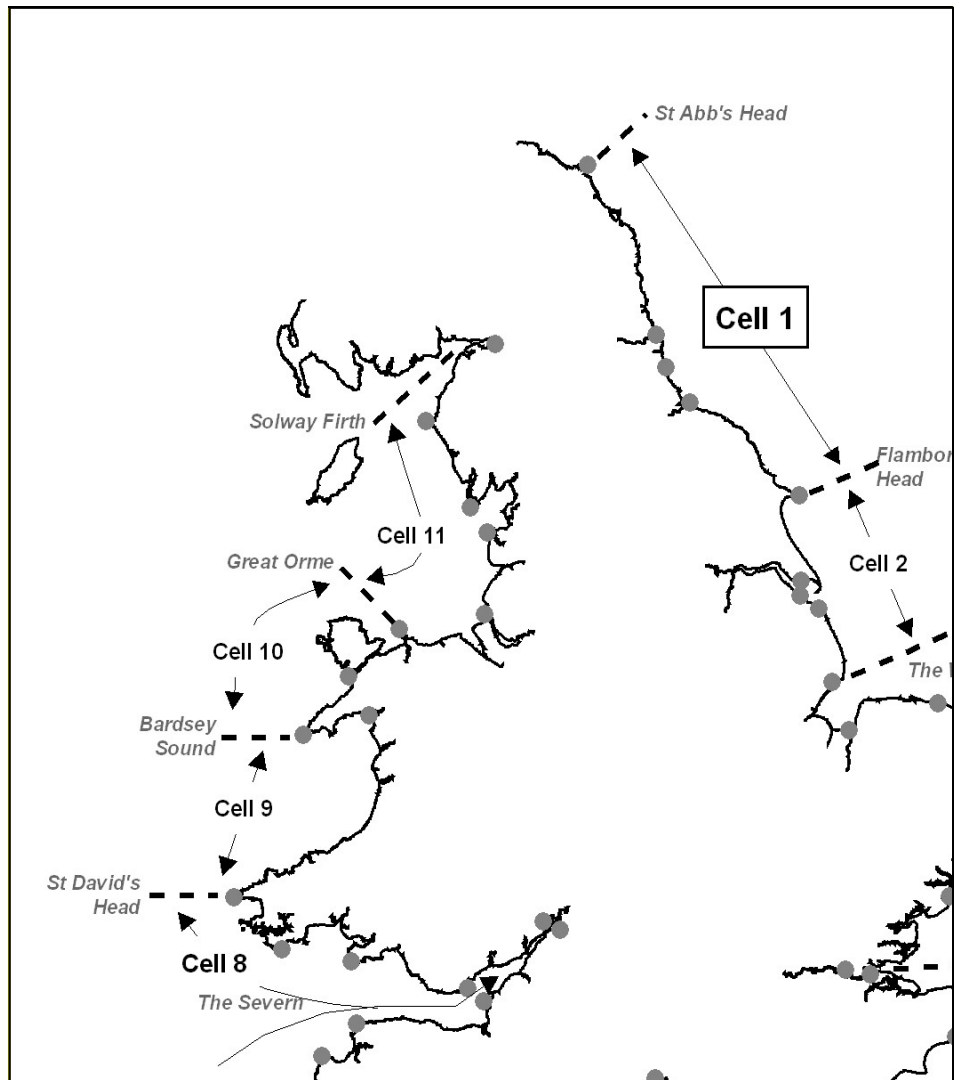 St Abb's Head
Cell 1
Solway Firth
Flambor
Head
Cell 11
Great Orme
Cell 2
Cell 10
The
Bardsey
Sound
Cell 9
St David's
Head
Cell 8
The Severn